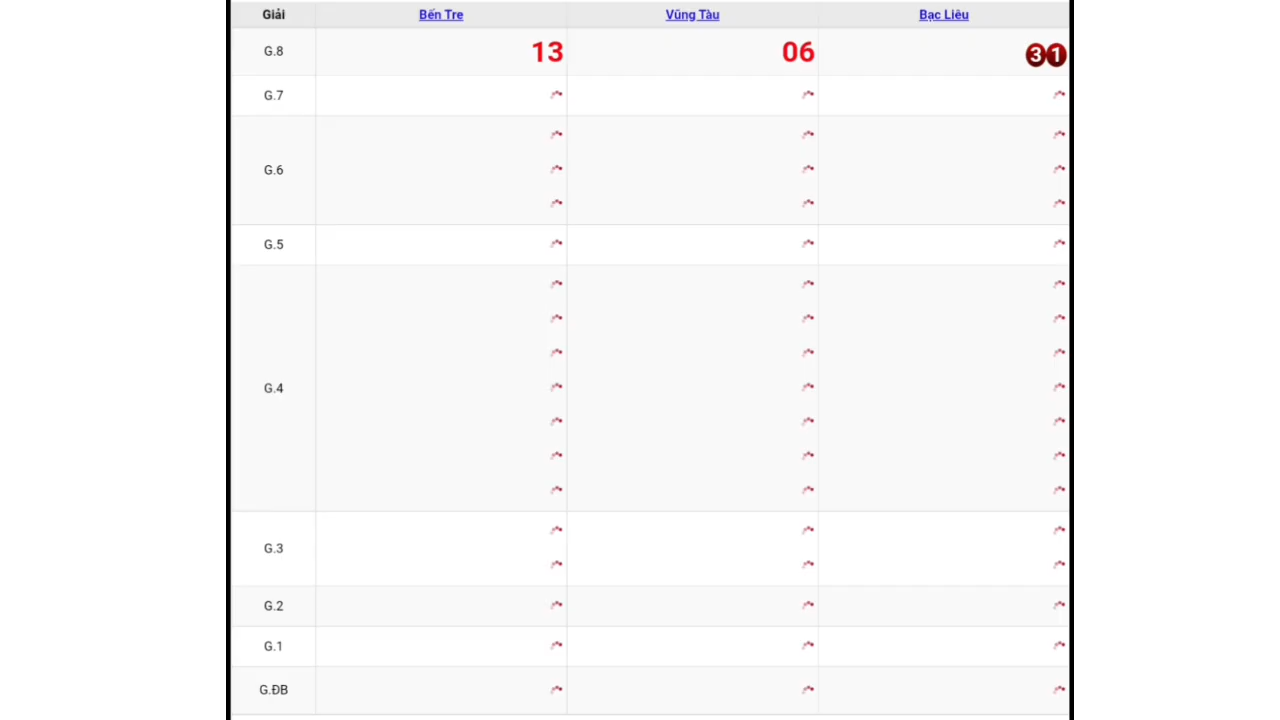 Giải Bến Tre Vũng Tàu Bạc Liêu
G.8 13 06 31
G.7
G.6
G.5
G.4
G.3
G.2
G.1
G.ĐB